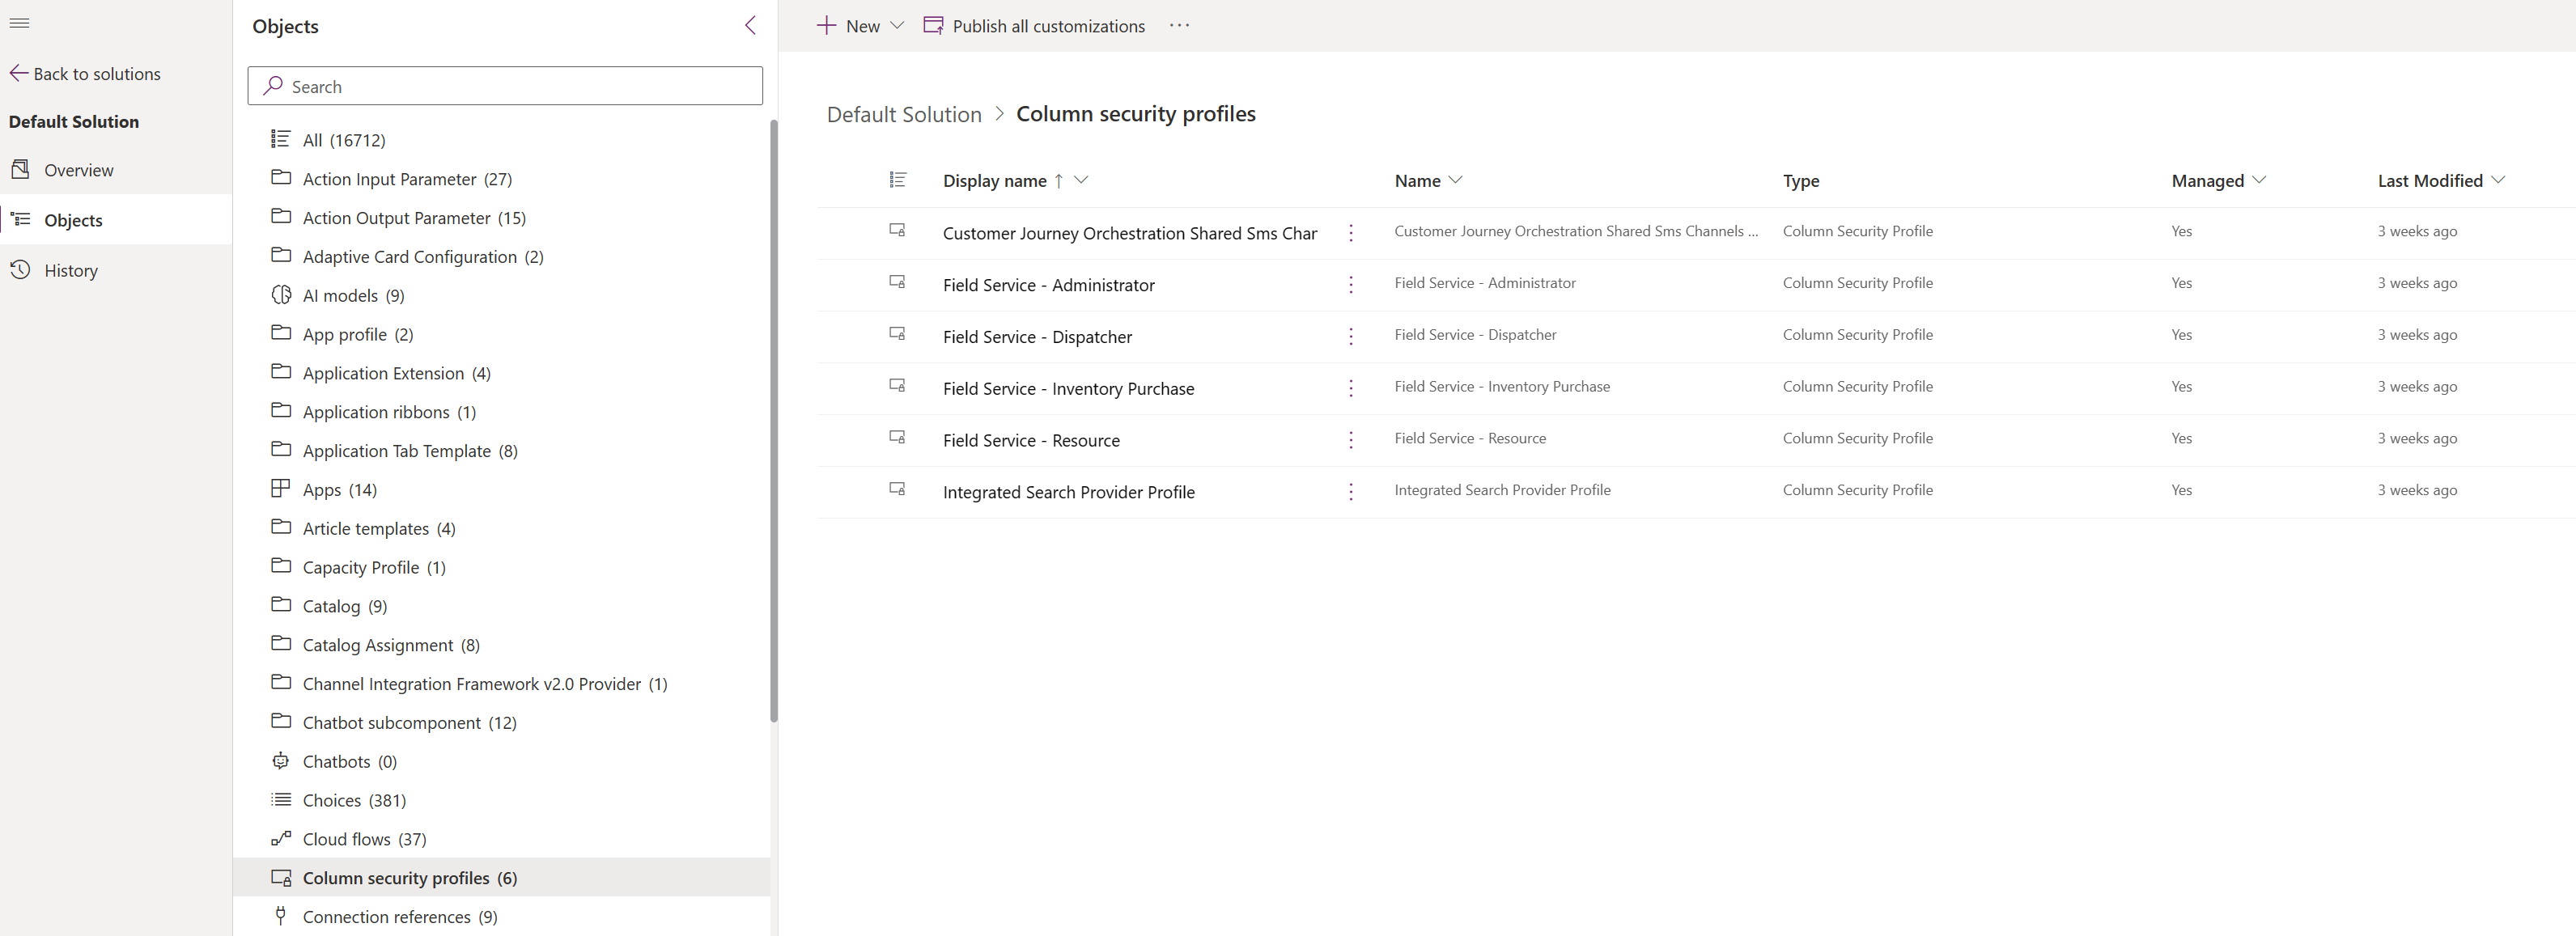 Back to solutions
Default Solution
Overview
Objects
History
Objects
Search
All (16712)
Action Input Parameter (27)
Action Output Parameter (15)
Adaptive Card Configuration (2)
AI models (9)
App profile (2)
Application Extension (4)
Application ribbons (1)
Application Tab Template (8)
Apps (14)
Article templates (4)
Capacity Profile (1)
Catalog (9)
Catalog Assignment (8)
Channel Integration Framework v2.0 Provider (1)
Chatbot subcomponent (12)
Chatbots (0)
Choices (381)
Cloud flows (37)
Column security profiles (6)
Connection references (9)
New Publish all customizations ...
Default Solution > Column security profiles
Display name ↑ Name Type Managed Last Modified
Customer Journey Orchestration Shared Sms Char Customer Journey Orchestration Shared Sms Channels ... Column Security Profile Yes 3 weeks ago
Field Service - Administrator Field Service - Administrator Column Security Profile Yes 3 weeks ago
Field Service - Dispatcher Field Service - Dispatcher Column Security Profile Yes 3 weeks ago
Field Service - Inventory Purchase Field Service - Inventory Purchase Column Security Profile Yes 3 weeks ago
Field Service - Resource Field Service - Resource Column Security Profile Yes 3 weeks ago
Integrated Search Provider Profile Integrated Search Provider Profile Column Security Profile Yes 3 weeks ago